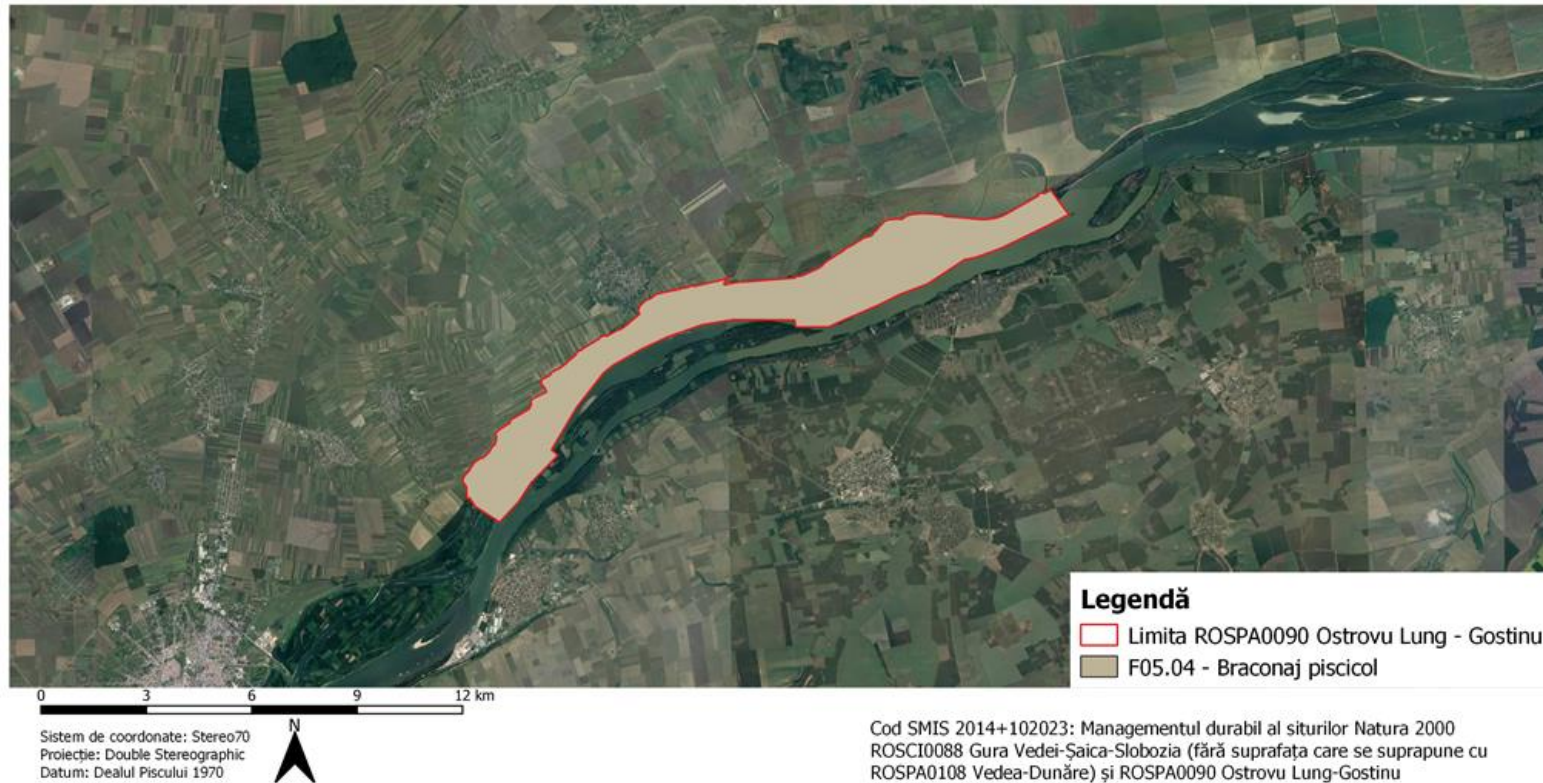 Legendă
Limita ROSPA0090 Ostrovu Lung - Gostinu
F05.04 - Braconaj piscicol
0 3 6 9 12 km
Sistem de coordonate: Stereo70
Proiecție: Double Stereographic
Datum: Dealul Piscului 1970
N
Cod SMIS 2014+102023: Managementul durabil al siturilor Natura 2000
ROSCI0088 Gura Vedei-Șaica-Slobozia (fără suprafața care se suprapune cu
ROSPA0108 Vedea-Dunăre) și ROSPA0090 Ostrovu Lung-Gostinu